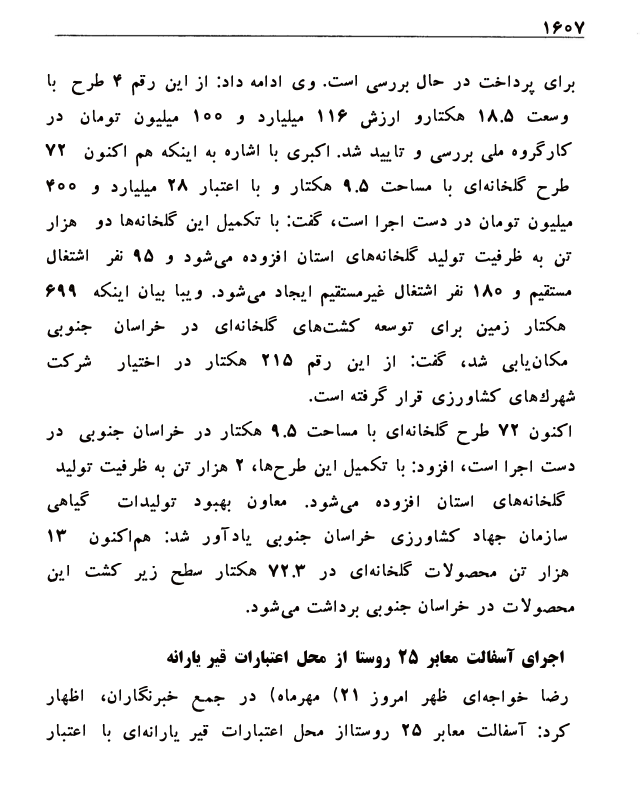 ۱۶۰۷
برای پرداخت در حال بررسی است. وی ادامه داد: از این رقم ۴ طرح با
وسعت ۱۸.۵ هکتارو ارزش ۱۱۶ میلیارد و ۱۰۰ میلیون تومان در
کارگروه ملی بررسی و تایید شد. اکبری با اشاره به اینکه هم اکنون ۷۲
طرح گلخانه‌ای با مساحت ۹.۵ هکتار و با اعتبار ۲۸ میلیارد و ۴۰۰
میلیون تومان در دست اجرا است، گفت: با تکمیل این گلخانه‌ها دو هزار
تن به ظرفیت تولید گلخانه‌های استان افزوده می‌شود و ۹۵ نفر اشتغال
مستقیم و ۱۸۰ نفر اشتغال غیرمستقیم ایجاد می‌شود. ویبا بیان اینکه ۶۹۹
هکتار زمین برای توسعه کشت‌های گلخانه‌ای در خراسان جنوبی
مکان‌یابی شد، گفت: از این رقم ۲۱۵ هکتار در اختیار شرکت
شهرك‌های کشاورزی قرار گرفته است.
اکنون ۷۲ طرح گلخانه‌ای با مساحت ۹.۵ هکتار در خراسان جنوبی در
دست اجرا است، افزود: با تکمیل این طرح‌ها، ۲ هزار تن به ظرفیت تولید
گلخانه‌های استان افزوده می‌شود. معاون بهبود تولیدات گیاهی
سازمان جهاد کشاورزی خراسان جنوبی یادآور شد: هم‌اکنون ۱۳
هزار تن محصولات گلخانه‌ای در ۷۲.۳ هکتار سطح زیر کشت این
محصولات در خراسان جنوبی برداشت می‌شود.
اجرای آسفالت معابر ۲۵ روستا از محل اعتبارات قیر یارانه
رضا خواجه‌ای ظهر امروز ۲۱) مهرماه) در جمع خبرنگاران، اظهار
کرد: آسفالت معابر ۲۵ روستااز محل اعتبارات قیر یارانه‌ای با اعتبار